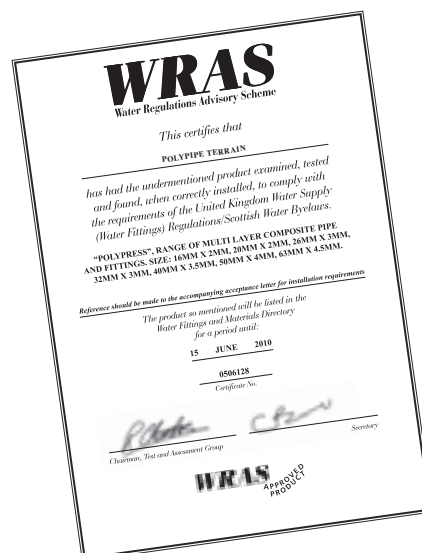 WRAS
Water Regulations Advisory Scheme
This certifies that
POLYPIPE TERRAIN
has had the undermentioned product examined, tested
and found, when correctly installed, to comply with
the requirements of the United Kingdom Water Supply
(Water Fittings) Regulations/Scottish Water Byelaws.
"POLYPRESS", RANGE OF MULTI LAYER COMPOSITE PIPE
AND FITTINGS. SIZE: 16MM X 2MM, 20MM X 2MM, 26MM X 3MM,
32MM X 3MM, 40MM X 3.5MM, 50MM X 4MM, 63MM X 4.5MM.
Reference should be made to the accompanying acceptance letter for installation requirements
The product so mentioned will be listed in the
Water Fittings and Materials Directory
for a period until:
15 JUNE 2010
0506128
Certificate No.
Chairman, Test and Assessment Group
Secretary
WRAS APPROVED
PRODUCT